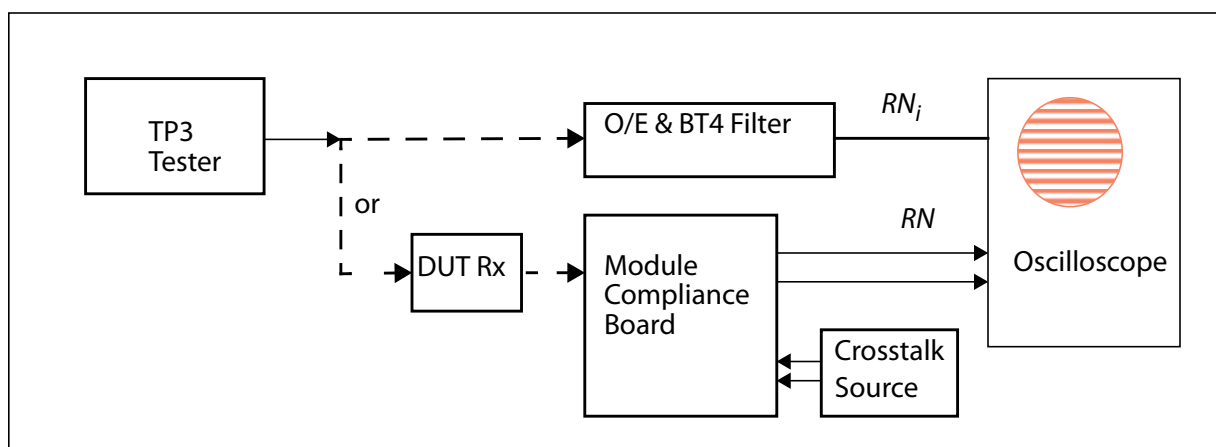 TP3
Tester
O/E & BT4 Filter
RNi
or
DUT Rx
Module
Compliance
Board
RN
Oscilloscope
Crosstalk
Source